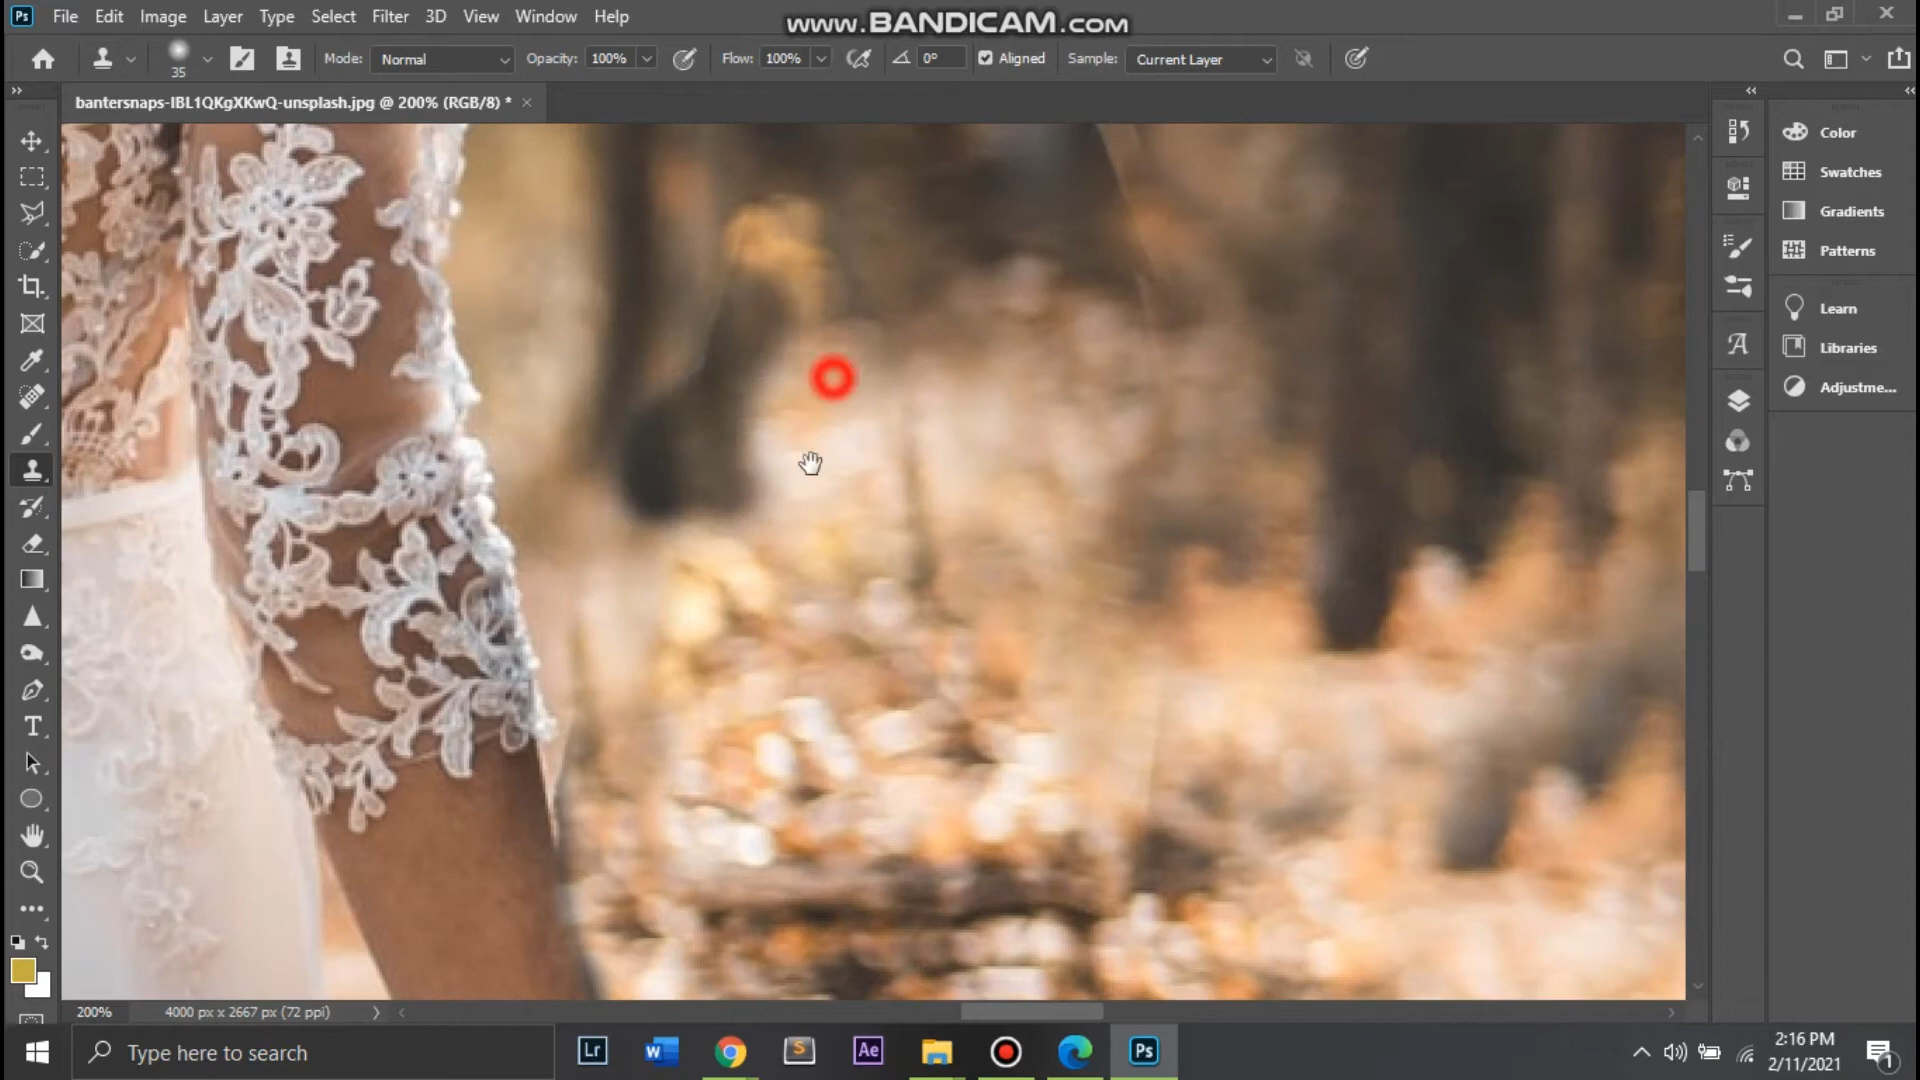 Ps File Edit Image Layer Type Select Filter 3D View Window Help
www.BANDICAM.com
35 Mode: Normal Opacity: 100% Flow: 100% 0° Aligned Sample: Current Layer
bantersnaps-IBL1QKgXKwQ-unsplash.jpg @ 200% (RGB/8) * ×
Color
Swatches
Gradients
Patterns
Learn
Libraries
Adjustme...
200% 4000 px x 2667 px (72 ppi)
Type here to search
Lr W S Ae Ps
2:16 PM
2/11/2021
1